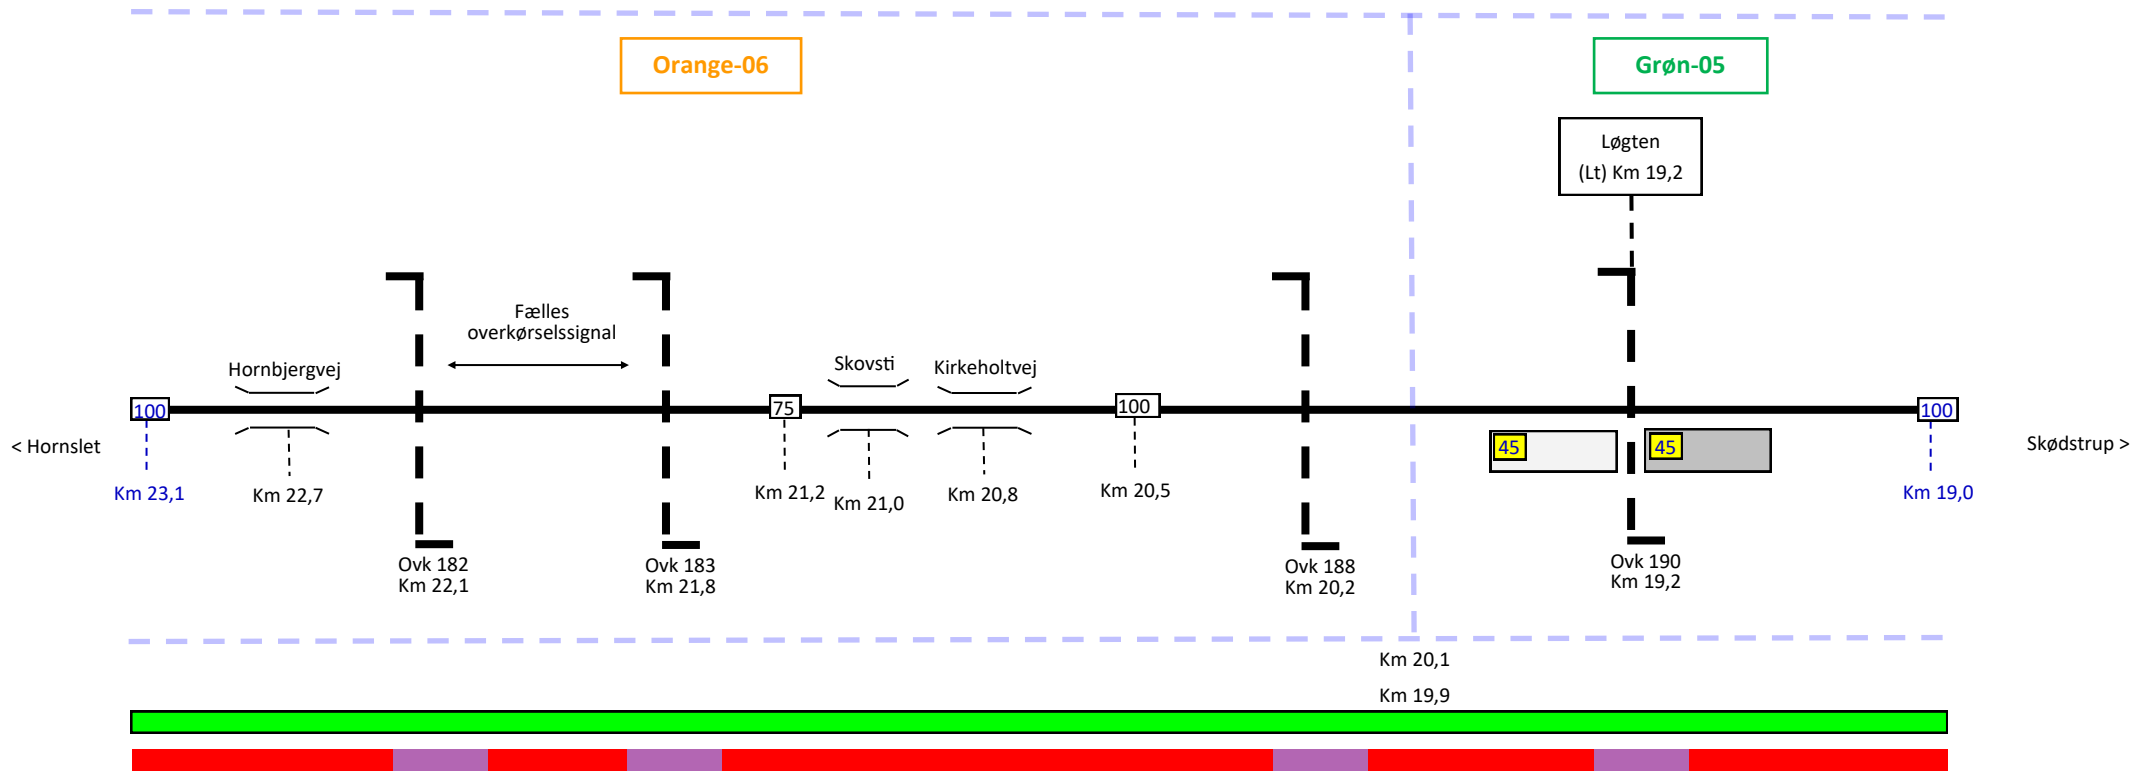 Orange-06
Grøn-05
Løgten
(Lt) Km 19,2
Fælles
overkørselssignal
Hornbjergvej
Skovsti
Kirkeholtvej
100
75
100
100
< Hornslet
45
45
Skødstrup >
Km 23,1
Km 22,7
Km 21,2
Km 21,0
Km 20,8
Km 20,5
Km 19,0
Ovk 182
Km 22,1
Ovk 183
Km 21,8
Ovk 188
Km 20,2
Ovk 190
Km 19,2
Km 20,1
Km 19,9